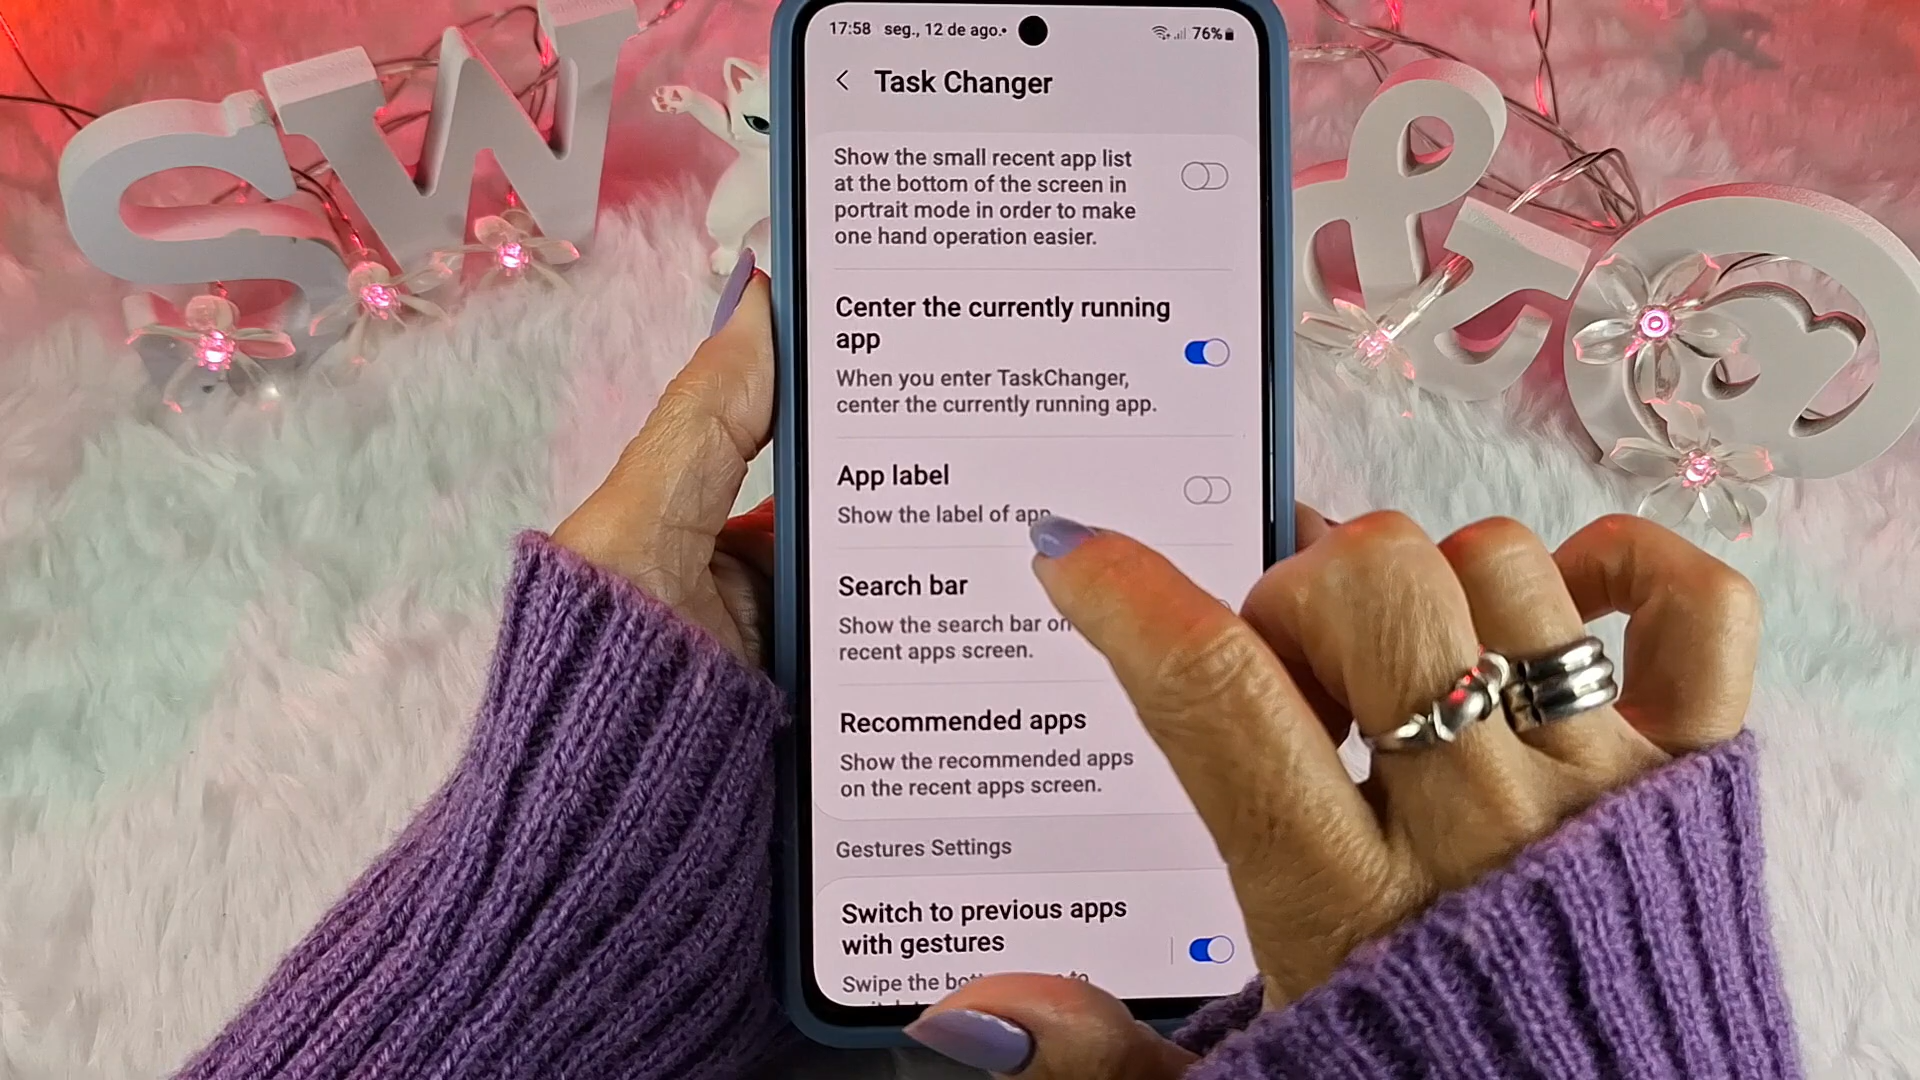 SW
&
17:58 seg., 12 de ago.• 76%
Task Changer
Show the small recent app list
at the bottom of the screen in
portrait mode in order to make
one hand operation easier.
Center the currently running
app
When you enter TaskChanger,
center the currently running app.
App label
Show the label of app
Search bar
Show the search bar on
recent apps screen.
Recommended apps
Show the recommended apps
on the recent apps screen.
Gestures Settings
Switch to previous apps
with gestures
Swipe the